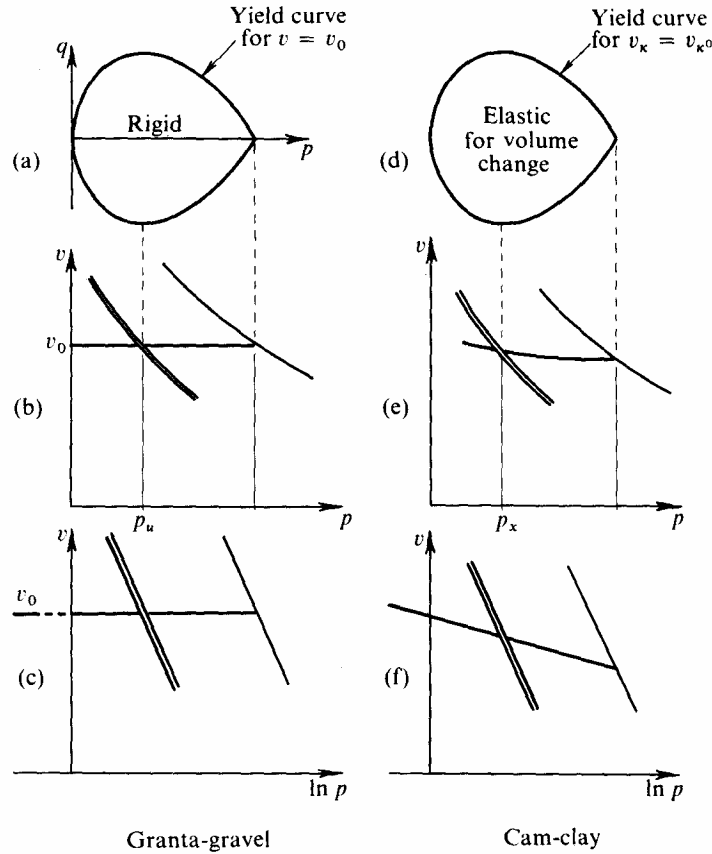 Yield curve
for v = v₀
q
Rigid
p
(a)
v
v₀
(b)
pᵤ
p
v
v₀
(c)
ln p
Granta-gravel
Yield curve
for vκ = vκ⁰
Elastic
for volume
change
(d)
v
(e)
pₓ
p
v
(f)
ln p
Cam-clay